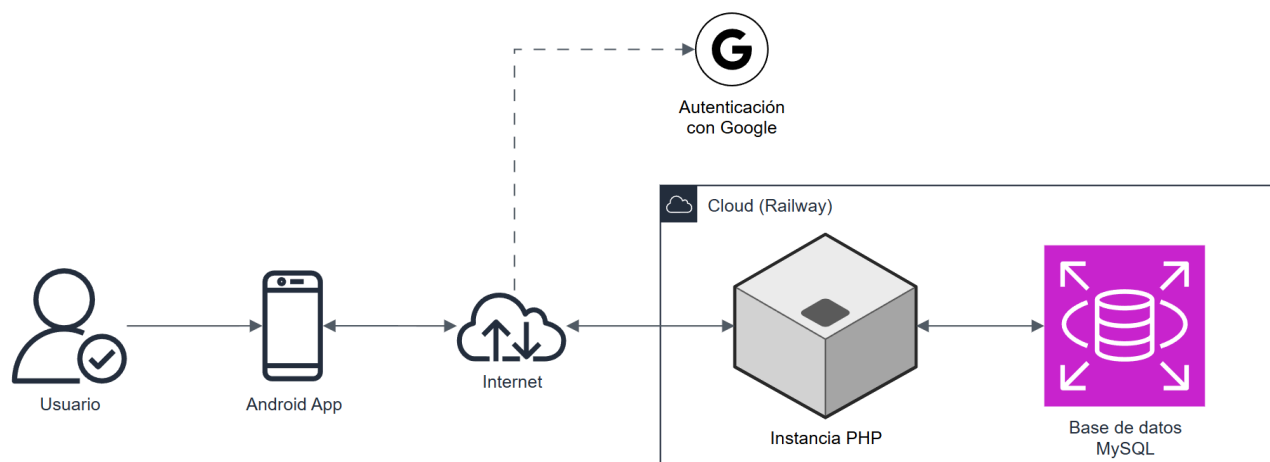 G
Autenticación
con Google
Cloud (Railway)
Usuario
Android App
Internet
Instancia PHP
Base de datos
MySQL